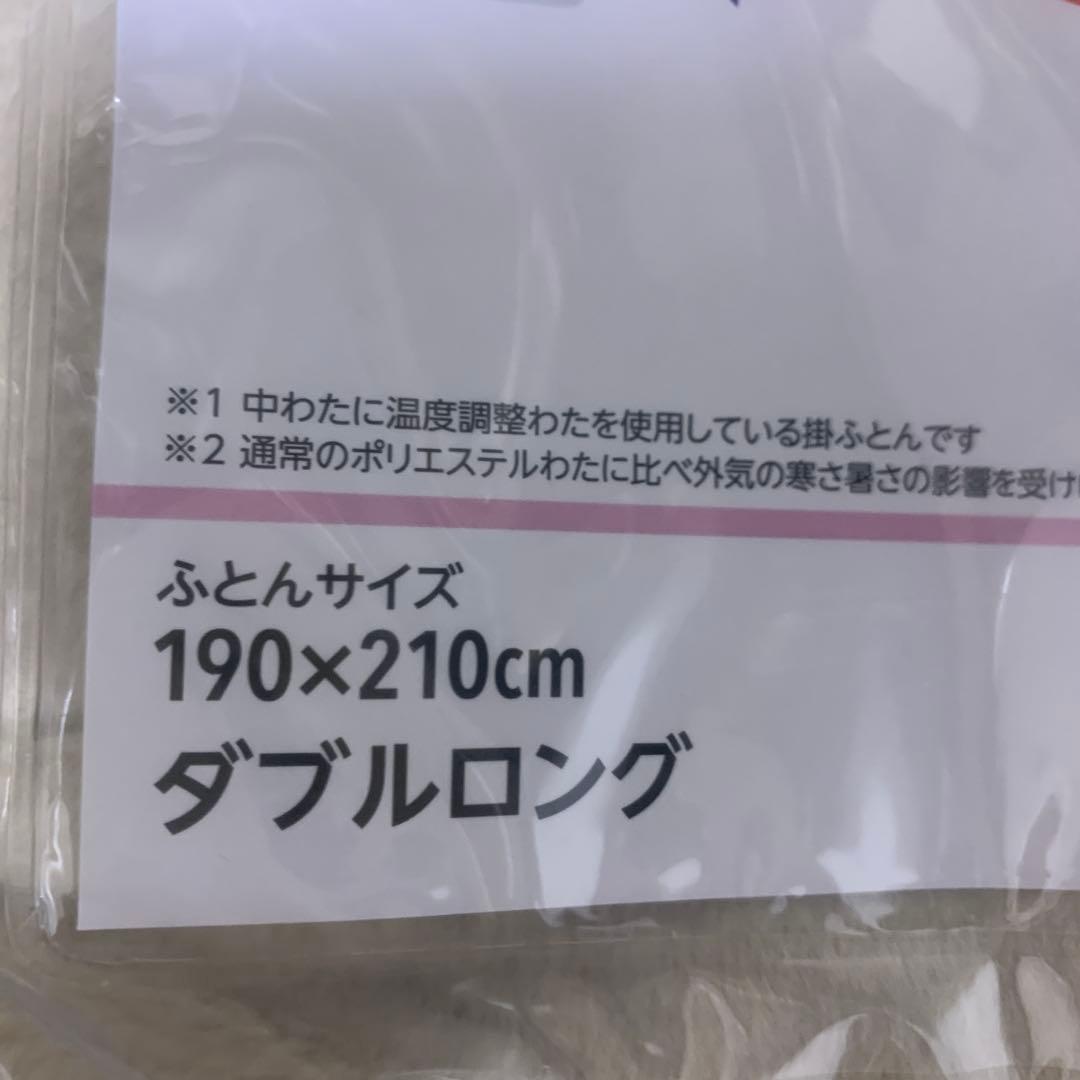 ※1 中わたに温度調整わたを使用している掛ふとんです
※2 通常のポリエステルわたに比べ外気の寒さ暑さの影響を受け
ふとんサイズ
190×210cm
ダブルロング